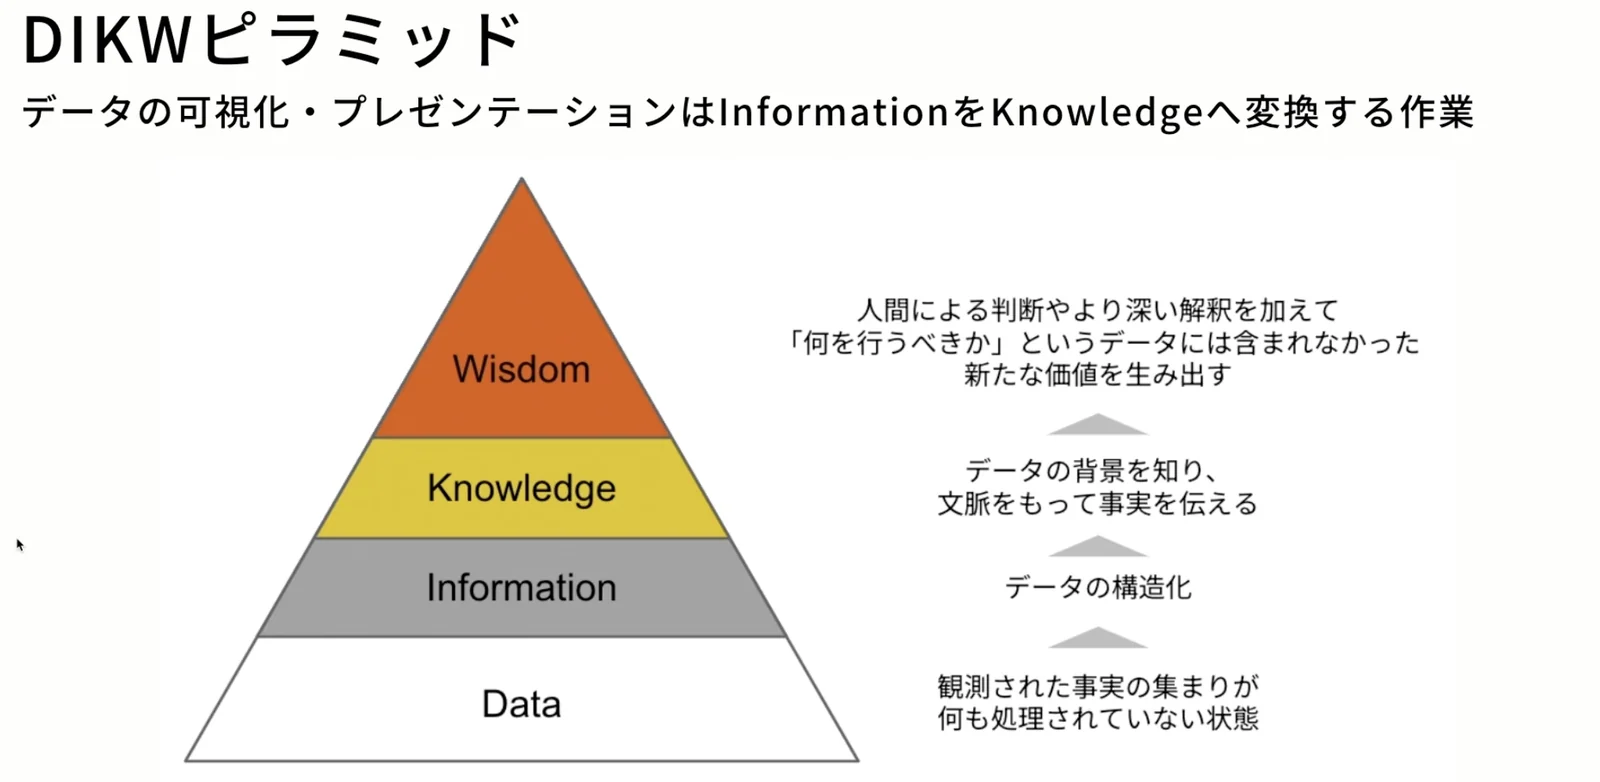 DIKWピラミッド
データの可視化・プレゼンテーションはInformationをKnowledgeへ変換する作業
Wisdom
人間による判断やより深い解釈を加えて
「何を行うべきか」というデータには含まれなかった
新たな価値を生み出す
Knowledge
データの背景を知り、
文脈をもって事実を伝える
Information
データの構造化
Data
観測された事実の集まりが
何も処理されていない状態